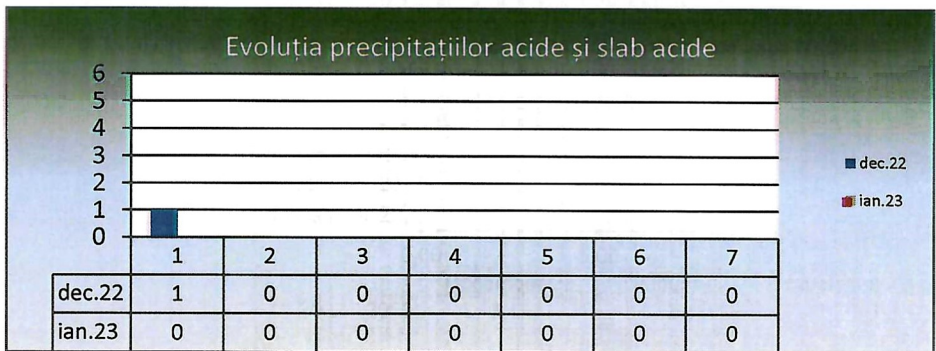 Evoluția precipitațiilor acide și slab acide
6
5
4
3
2
1
0
dec.22
ian.23
1 2 3 4 5 6 7
dec.22 1 0 0 0 0 0 0
ian.23 0 0 0 0 0 0 0